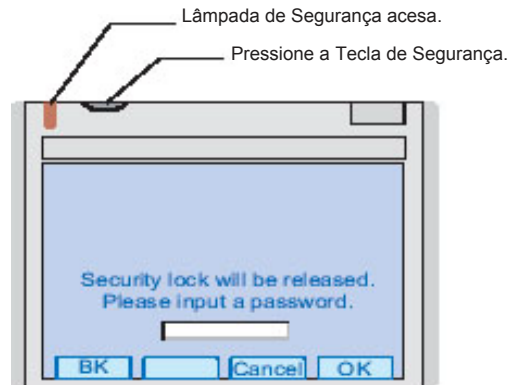 Lâmpada de Segurança acesa.
Pressione a Tecla de Segurança.
Security lock will be released.
Please input a password.
BK Cancel OK